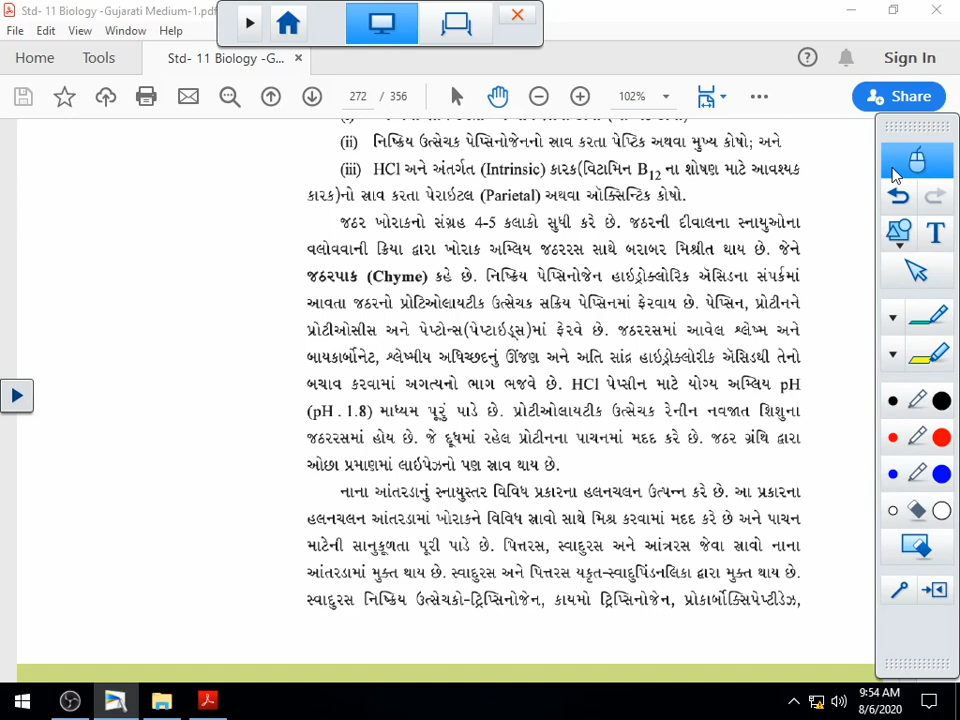 Std- 11 Biology -Gujarati Medium-1.pdf
File Edit View Window Help
Home Tools Std- 11 Biology -G... × Sign In
272 / 356 102% Share
(ii) નિષ્ક્રિય ઉત્સેચક પેપ્સિનોજેનનો સ્રાવ કરતા પેપ્ટિક અથવા મુખ્ય કોષો; અને
(iii) HCl અને અંતર્ગત (Intrinsic) કારક(વિટામિન B12 ના શોષણ માટે આવશ્યક
કારક)નો સ્રાવ કરતા પેરાઇટલ (Parietal) અથવા ઑક્સિન્ટિક કોષો.
જઠર ખોરાકનો સંગ્રહ 4-5 કલાકો સુધી કરે છે. જઠરની દીવાલના સ્નાયુઓના
વલોવવાની ક્રિયા દ્વારા ખોરાક અમ્લિય જઠરરસ સાથે બરાબર મિશ્રીત થાય છે. જેને
જઠરપાક (Chyme) કહે છે. નિષ્ક્રિય પેપ્સિનોજેન હાઇડ્રોક્લોરિક ઍસિડના સંપર્કમાં
આવતા જઠરનો પ્રોટિઓલાયટીક ઉત્સેચક સક્રિય પેપ્સિનમાં ફેરવાય છે. પેપ્સિન, પ્રોટીનને
પ્રોટીઓસીસ અને પેપ્ટોન્સ(પેપ્ટાઇડ્સ)માં ફેરવે છે. જઠરરસમાં આવેલ શ્લેષ્મ અને
બાયકાર્બોનેટ, શ્લેષ્મીય અધિચ્છદનું ઊંજણ અને અતિ સાંદ્ર હાઇડ્રોક્લોરીક ઍસિડથી તેનો
બચાવ કરવામાં અગત્યનો ભાગ ભજવે છે. HCl પેપ્સીન માટે યોગ્ય અમ્લિય pH
(pH . 1.8) માધ્યમ પૂરું પાડે છે. પ્રોટીઓલાયટીક ઉત્સેચક રેનીન નવજાત શિશુના
જઠરરસમાં હોય છે. જે દૂધમાં રહેલ પ્રોટીનના પાચનમાં મદદ કરે છે. જઠર ગ્રંથિ દ્વારા
ઓછા પ્રમાણમાં લાઇપેઝનો પણ સ્રાવ થાય છે.
નાના આંતરડાનું સ્નાયુસ્તર વિવિધ પ્રકારના હલનચલન ઉત્પન્ન કરે છે. આ પ્રકારના
હલનચલન આંતરડામાં ખોરાકને વિવિધ સ્રાવો સાથે મિશ્ર કરવામાં મદદ કરે છે અને પાચન
માટેની સાનુકૂળતા પૂરી પાડે છે. પિત્તરસ, સ્વાદુરસ અને આંત્રરસ જેવા સ્રાવો નાના
આંતરડામાં મુક્ત થાય છે. સ્વાદુરસ અને પિત્તરસ યકૃત-સ્વાદુપિંડનલિકા દ્વારા મુક્ત થાય છે.
સ્વાદુરસ નિષ્ક્રિય ઉત્સેચકો-ટ્રિપ્સિનોજેન, કાયમો ટ્રિપ્સિનોજેન, પ્રોકાર્બોક્સિપેપ્ટીડેઝ,
T
9:54 AM
8/6/2020